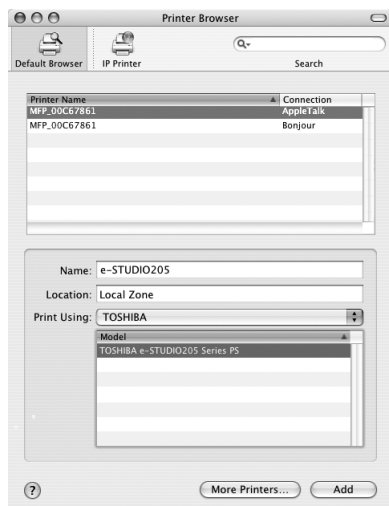 Printer Browser
Default Browser IP Printer Search
Printer Name Connection
MFP_00C67861 AppleTalk
MFP_00C67861 Bonjour
Name: e-STUDIO205
Location: Local Zone
Print Using: TOSHIBA
Model
TOSHIBA e-STUDIO205 Series PS
? More Printers... Add